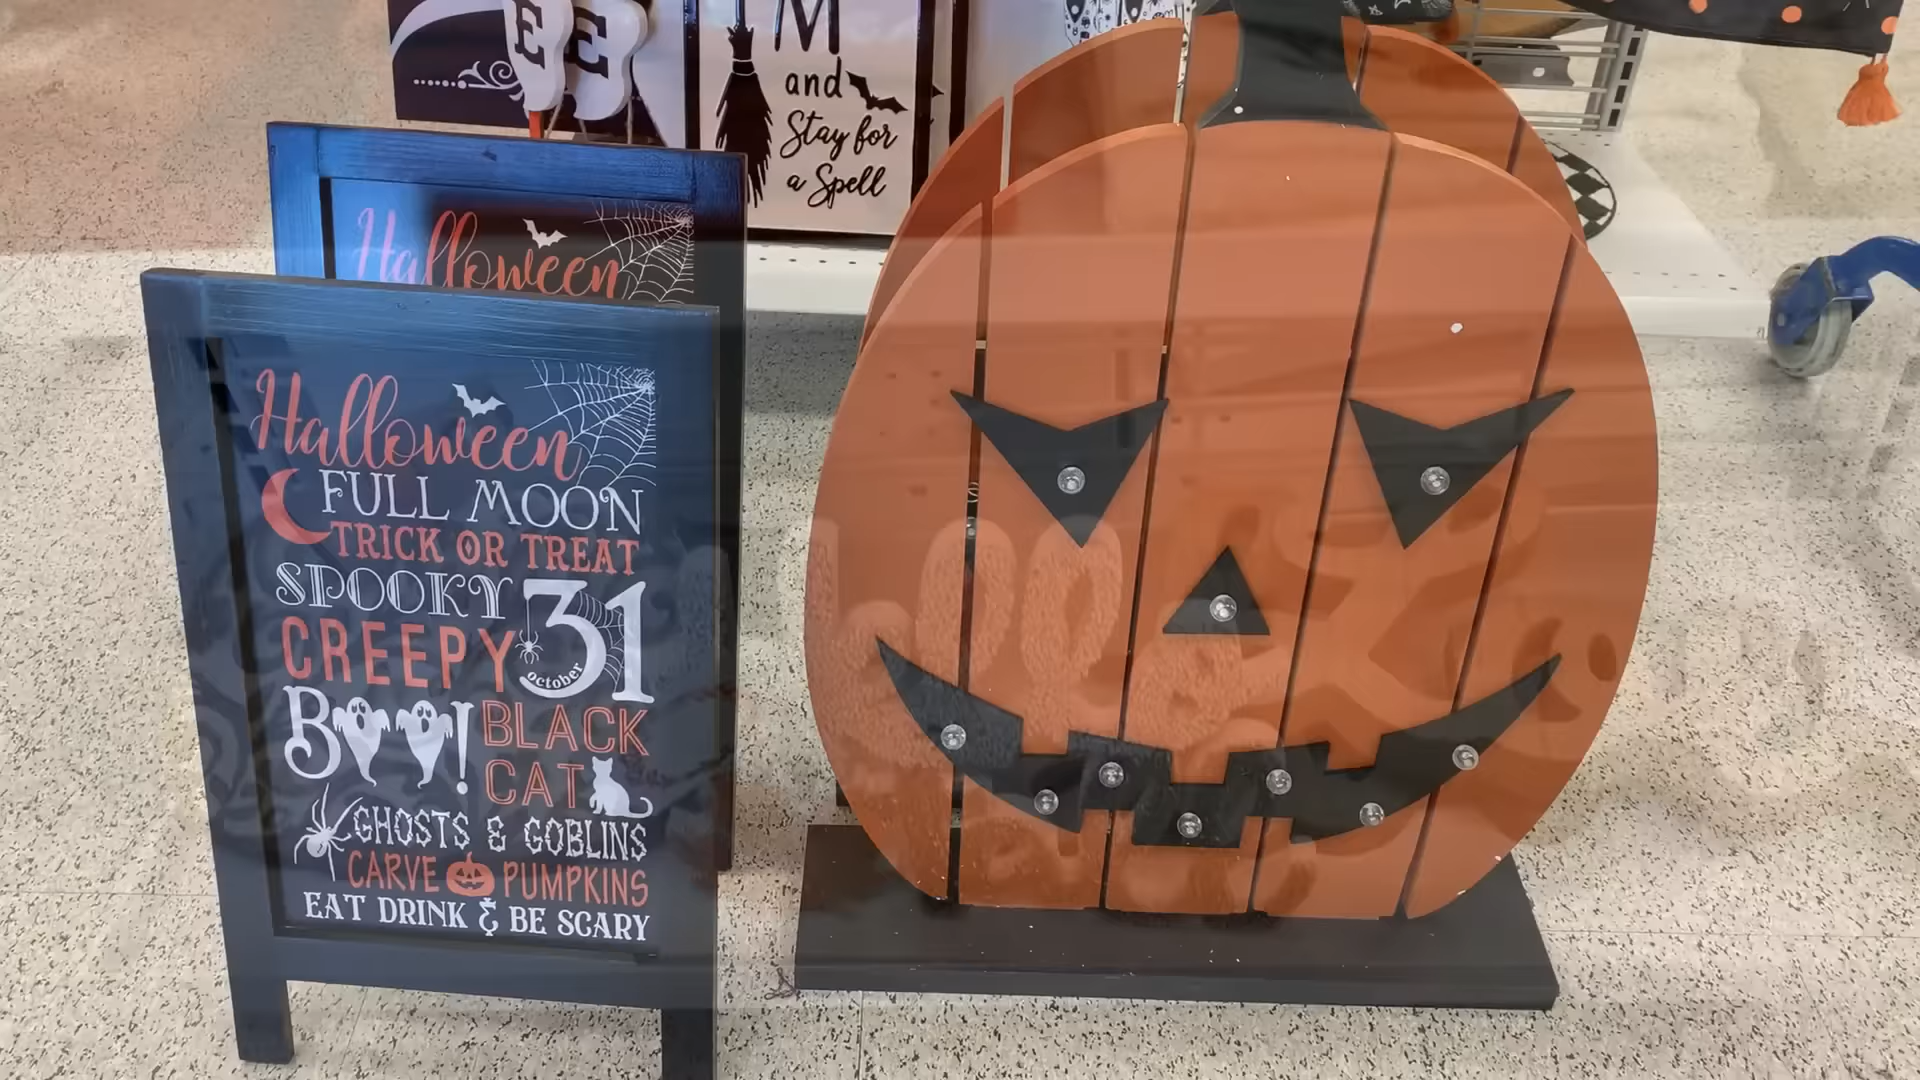 E E
M
and
Stay for
a Spell
Halloween
Halloween
FULL MOON
TRICK OR TREAT
SPOOKY 31
october
CREEPY
BOO! BLACK
CAT
GHOSTS & GOBLINS
CARVE PUMPKINS
EAT DRINK & BE SCARY